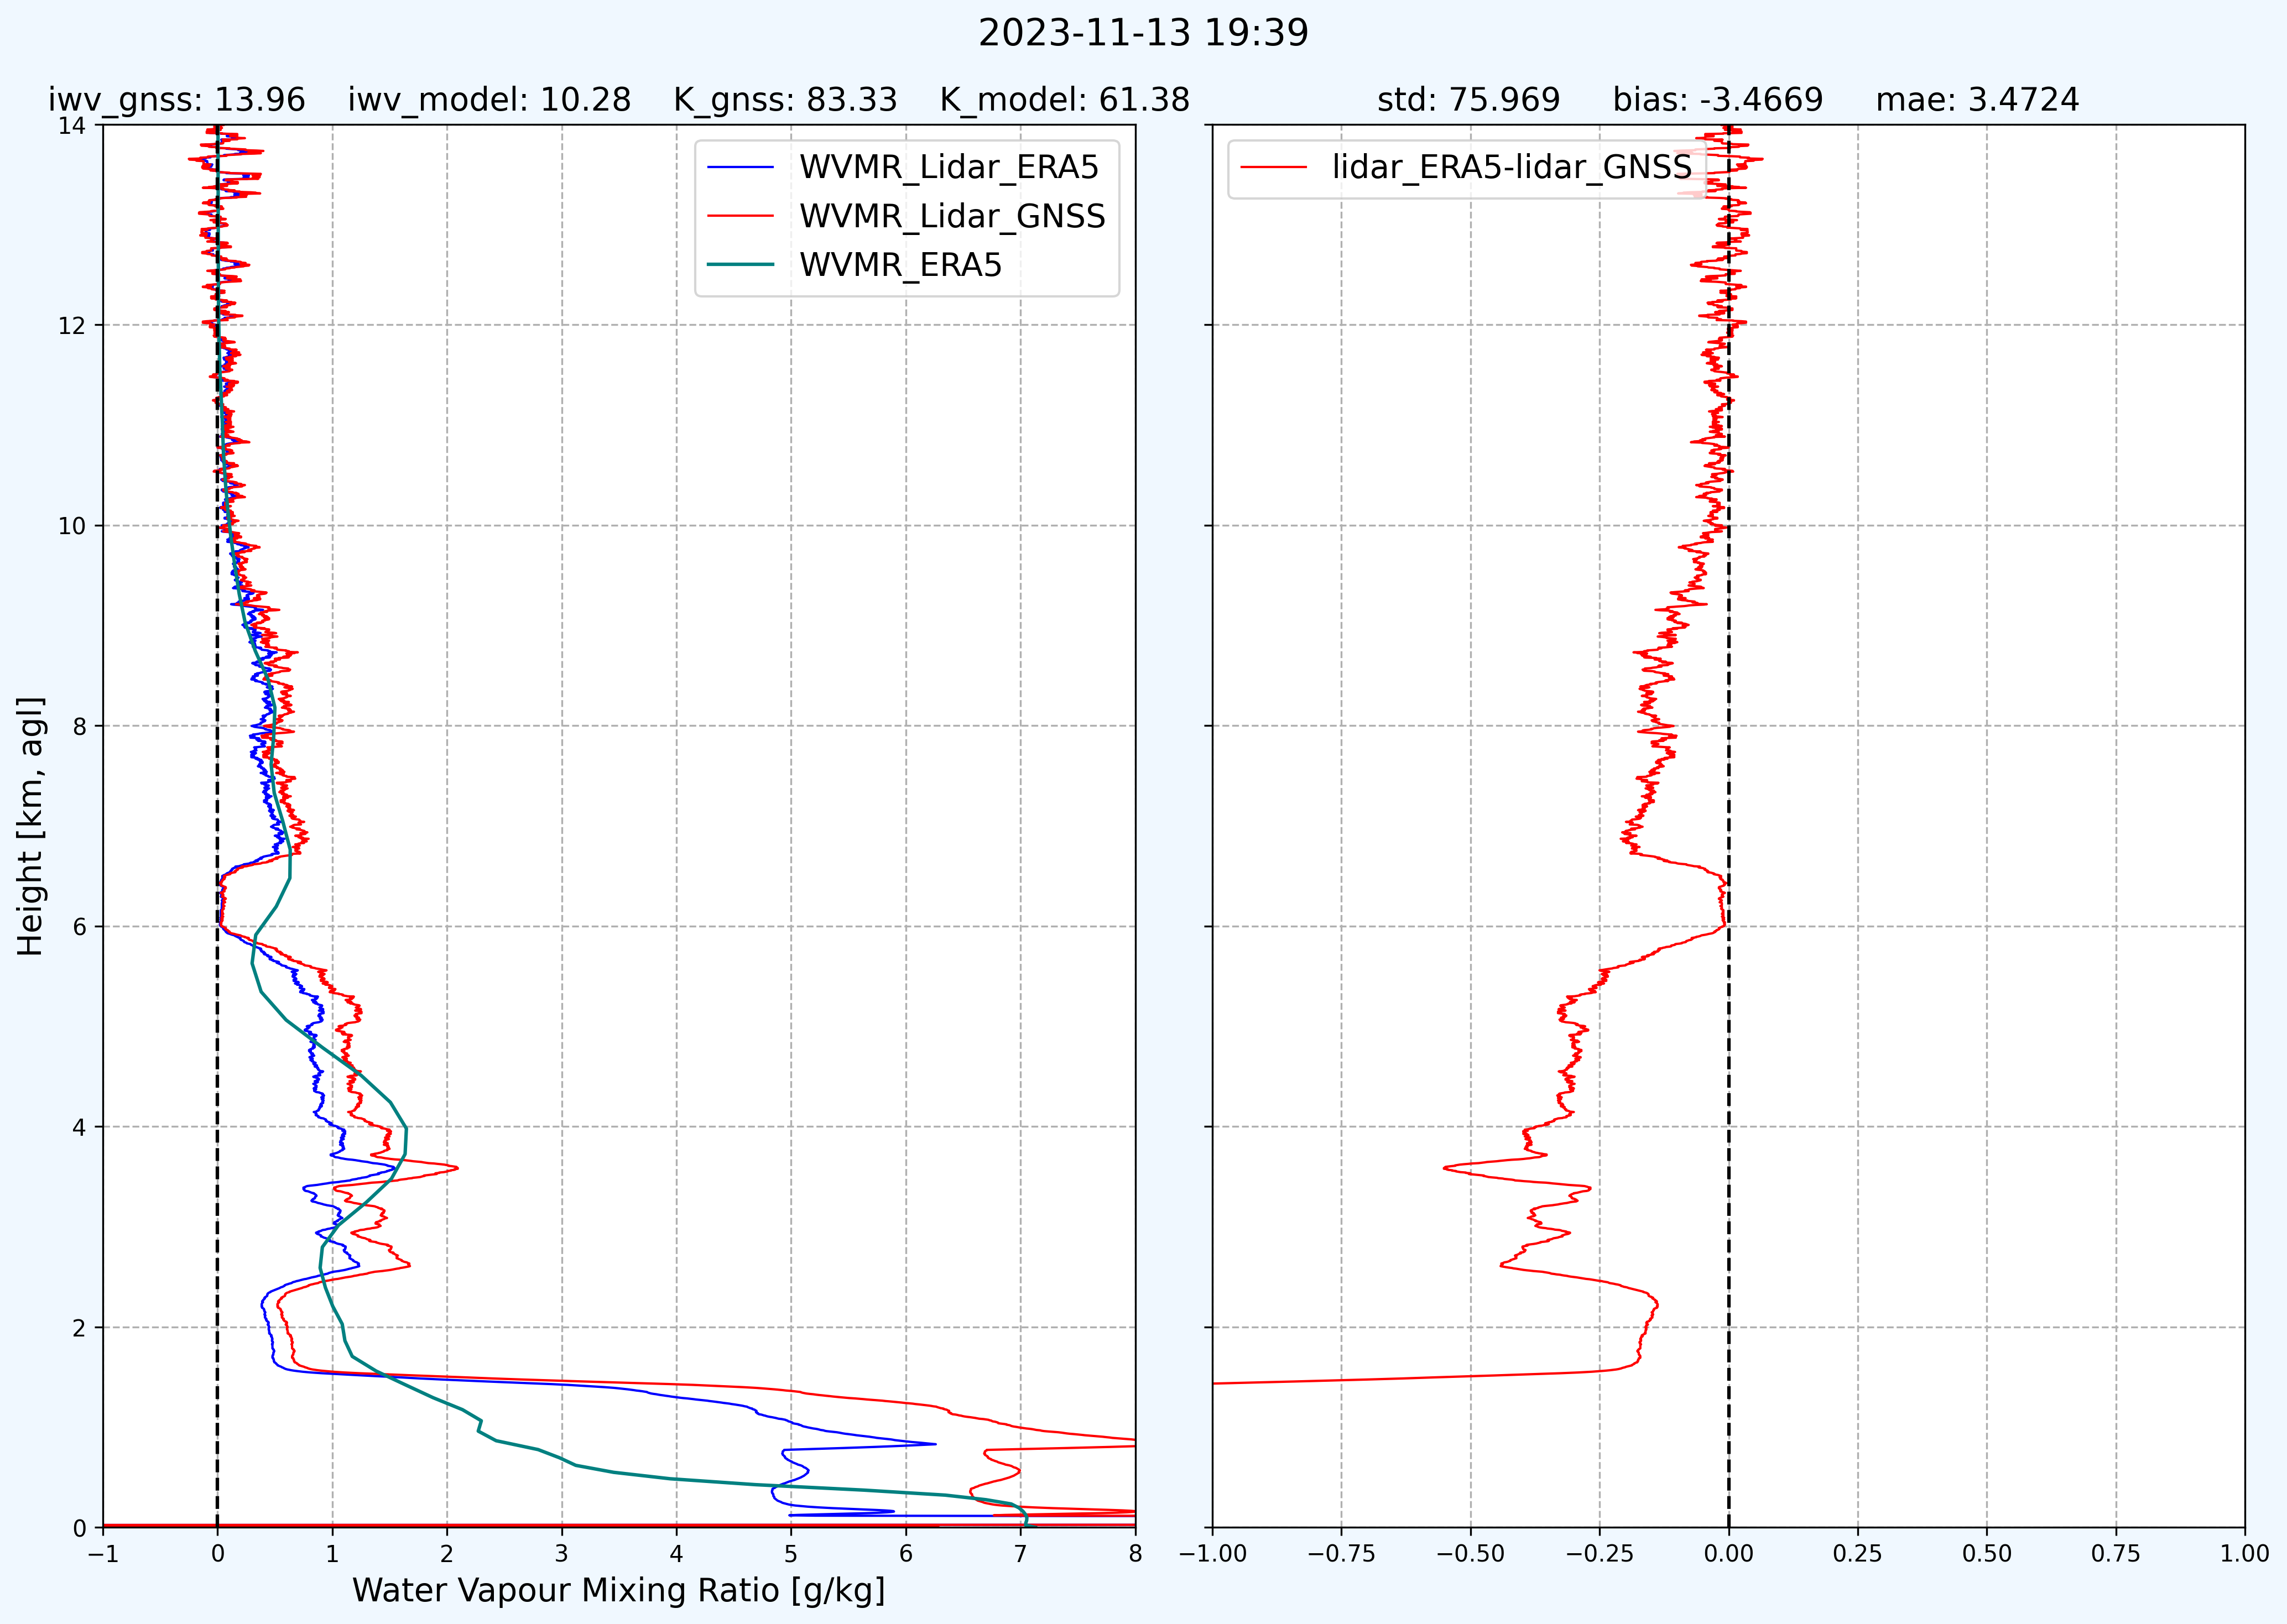 2023-11-13 19:39
iwv_gnss: 13.96 iwv_model: 10.28 K_gnss: 83.33 K_model: 61.38
std: 75.969 bias: -3.4669 mae: 3.4724
WVMR_Lidar_ERA5
WVMR_Lidar_GNSS
WVMR_ERA5
lidar_ERA5-lidar_GNSS
14
12
10
8
6
4
2
0
Height [km, agl]
−1 0 1 2 3 4 5 6 7 8
Water Vapour Mixing Ratio [g/kg]
−1.00 −0.75 −0.50 −0.25 0.00 0.25 0.50 0.75 1.00